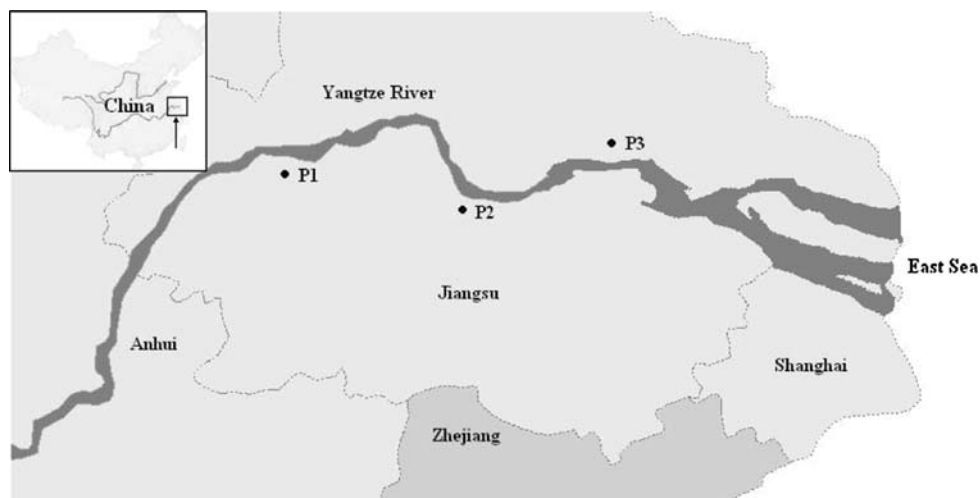 China
Yangtze River
P3
P1
P2
East Sea
Jiangsu
Anhui
Shanghai
Zhejiang